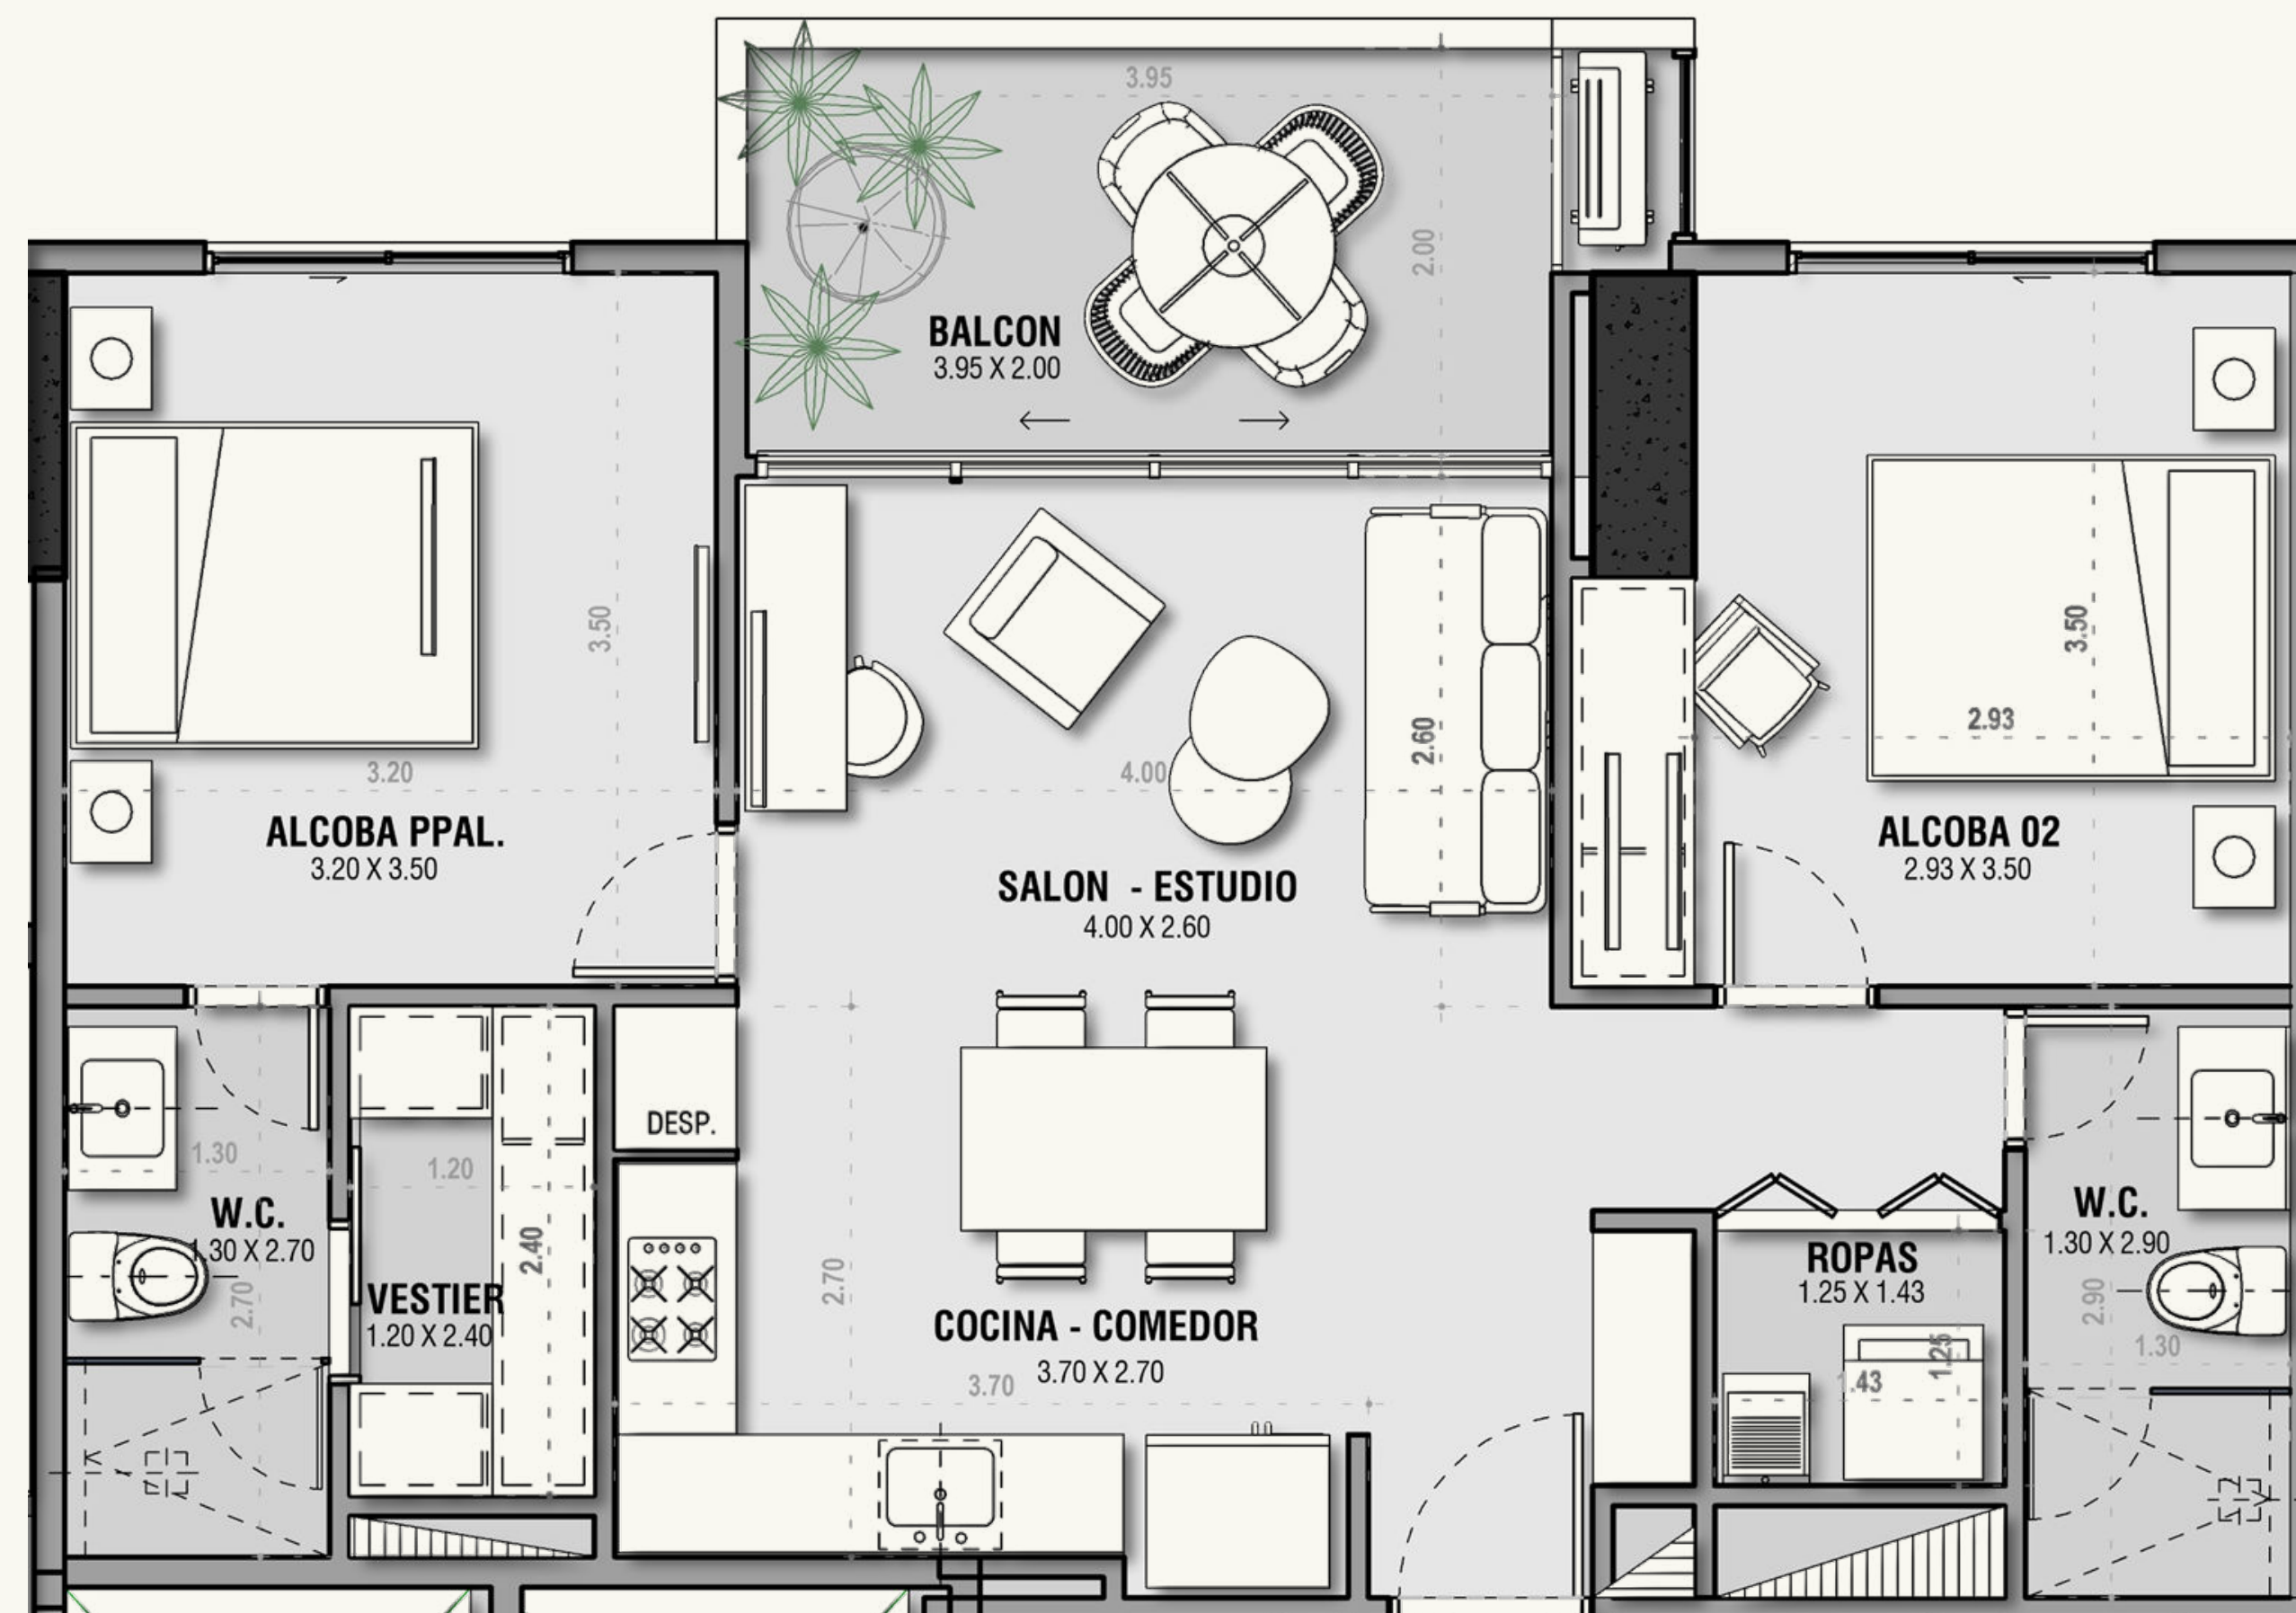 3.95
2.00
BALCON
3.95 X 2.00
3.50
3.20
ALCOBA PPAL.
3.20 X 3.50
4.00
2.60
SALON - ESTUDIO
4.00 X 2.60
3.50
2.93
ALCOBA 02
2.93 X 3.50
DESP.
1.30
W.C.
1.30 X 2.70
2.70
1.20
2.40
VESTIER
1.20 X 2.40
2.70
COCINA - COMEDOR
3.70 X 2.70
3.70
ROPAS
1.25 X 1.43
1.25
.43
W.C.
1.30 X 2.90
2.90
1.30